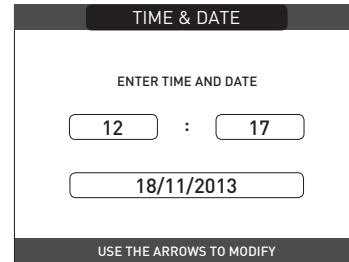 TIME & DATE
ENTER TIME AND DATE
12 : 17
18/11/2013
USE THE ARROWS TO MODIFY